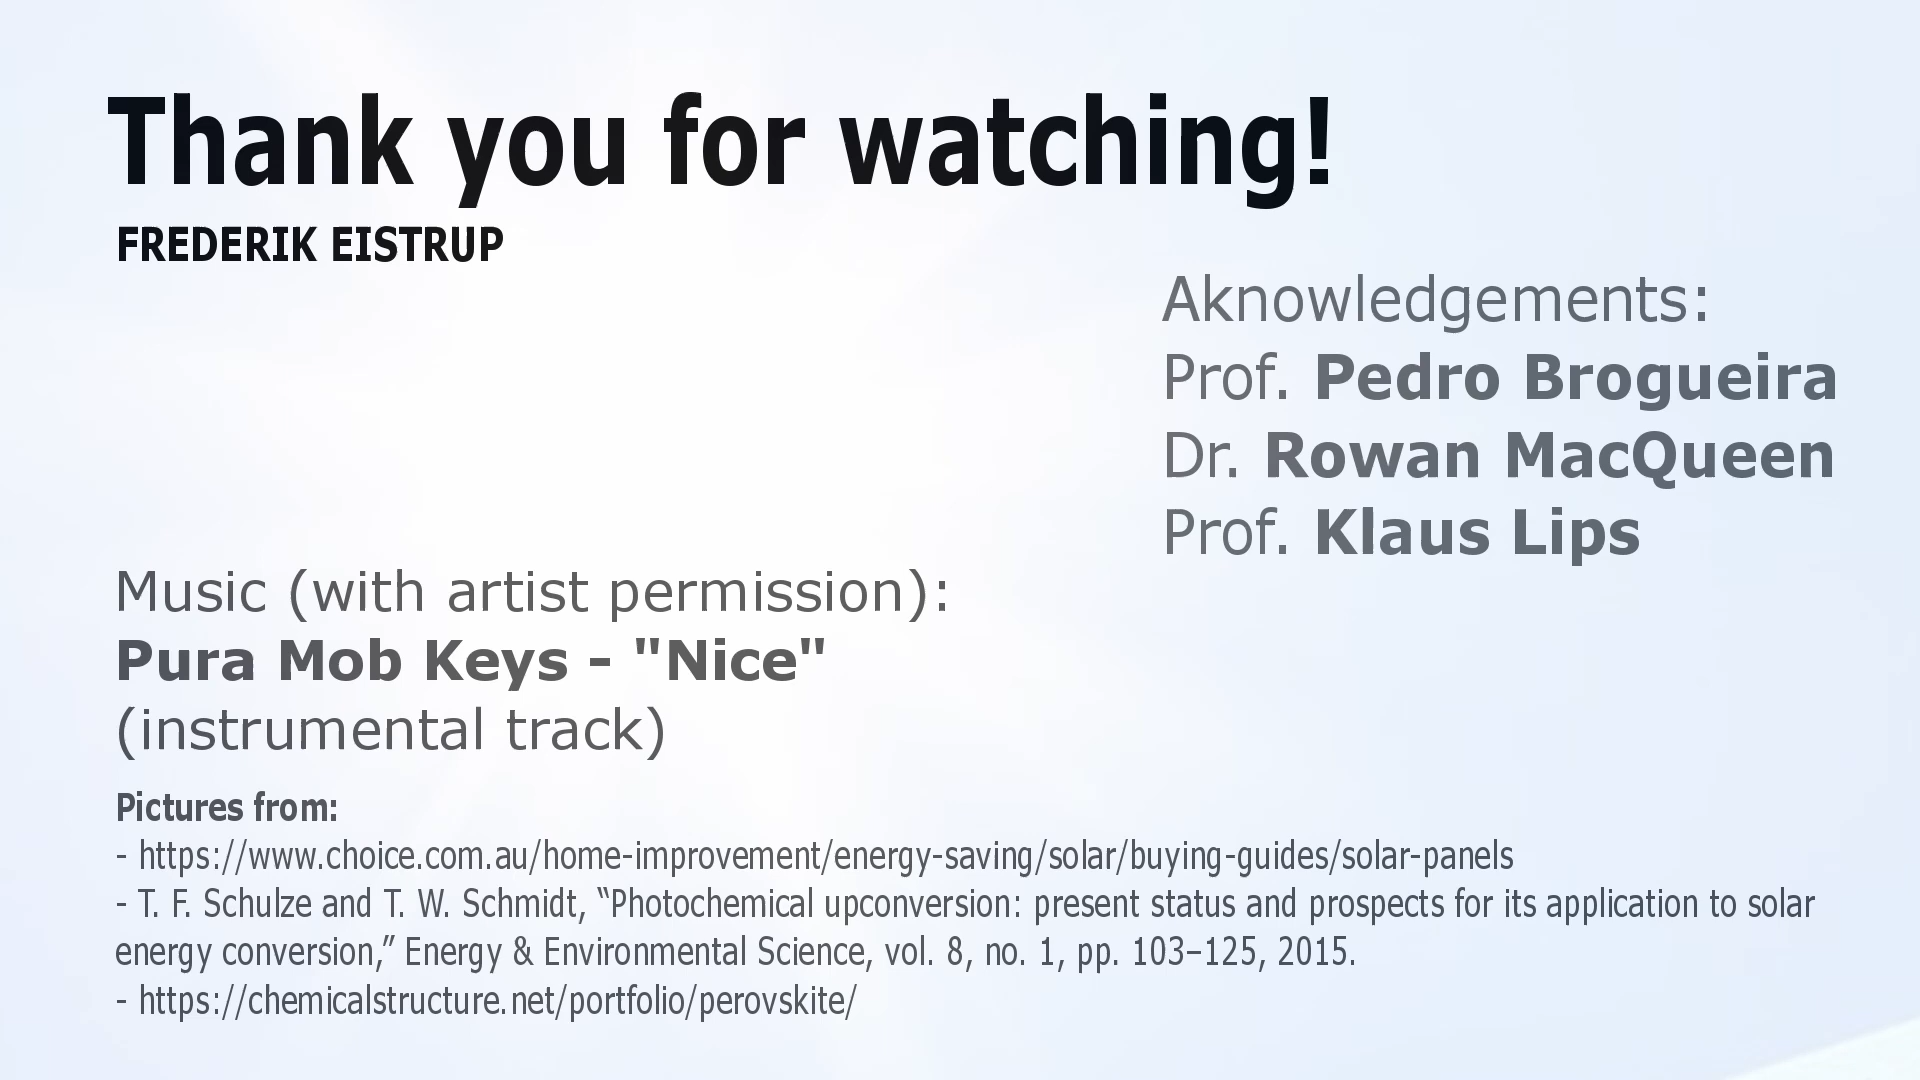 Thank you for watching!
FREDERIK EISTRUP
Aknowledgements:
Prof. Pedro Brogueira
Dr. Rowan MacQueen
Prof. Klaus Lips
Music (with artist permission):
Pura Mob Keys - "Nice"
(instrumental track)
Pictures from:
- https://www.choice.com.au/home-improvement/energy-saving/solar/buying-guides/solar-panels
- T. F. Schulze and T. W. Schmidt, “Photochemical upconversion: present status and prospects for its application to solar
energy conversion,” Energy & Environmental Science, vol. 8, no. 1, pp. 103–125, 2015.
- https://chemicalstructure.net/portfolio/perovskite/